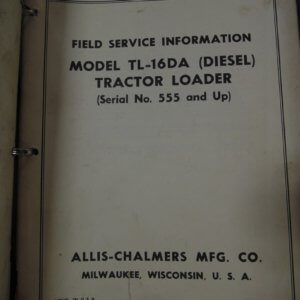 FIELD SERVICE INFORMATION
MODEL TL-16DA (DIESEL)
TRACTOR LOADER
(Serial No. 555 and Up)
ALLIS-CHALMERS MFG. CO.
MILWAUKEE, WISCONSIN, U. S. A.